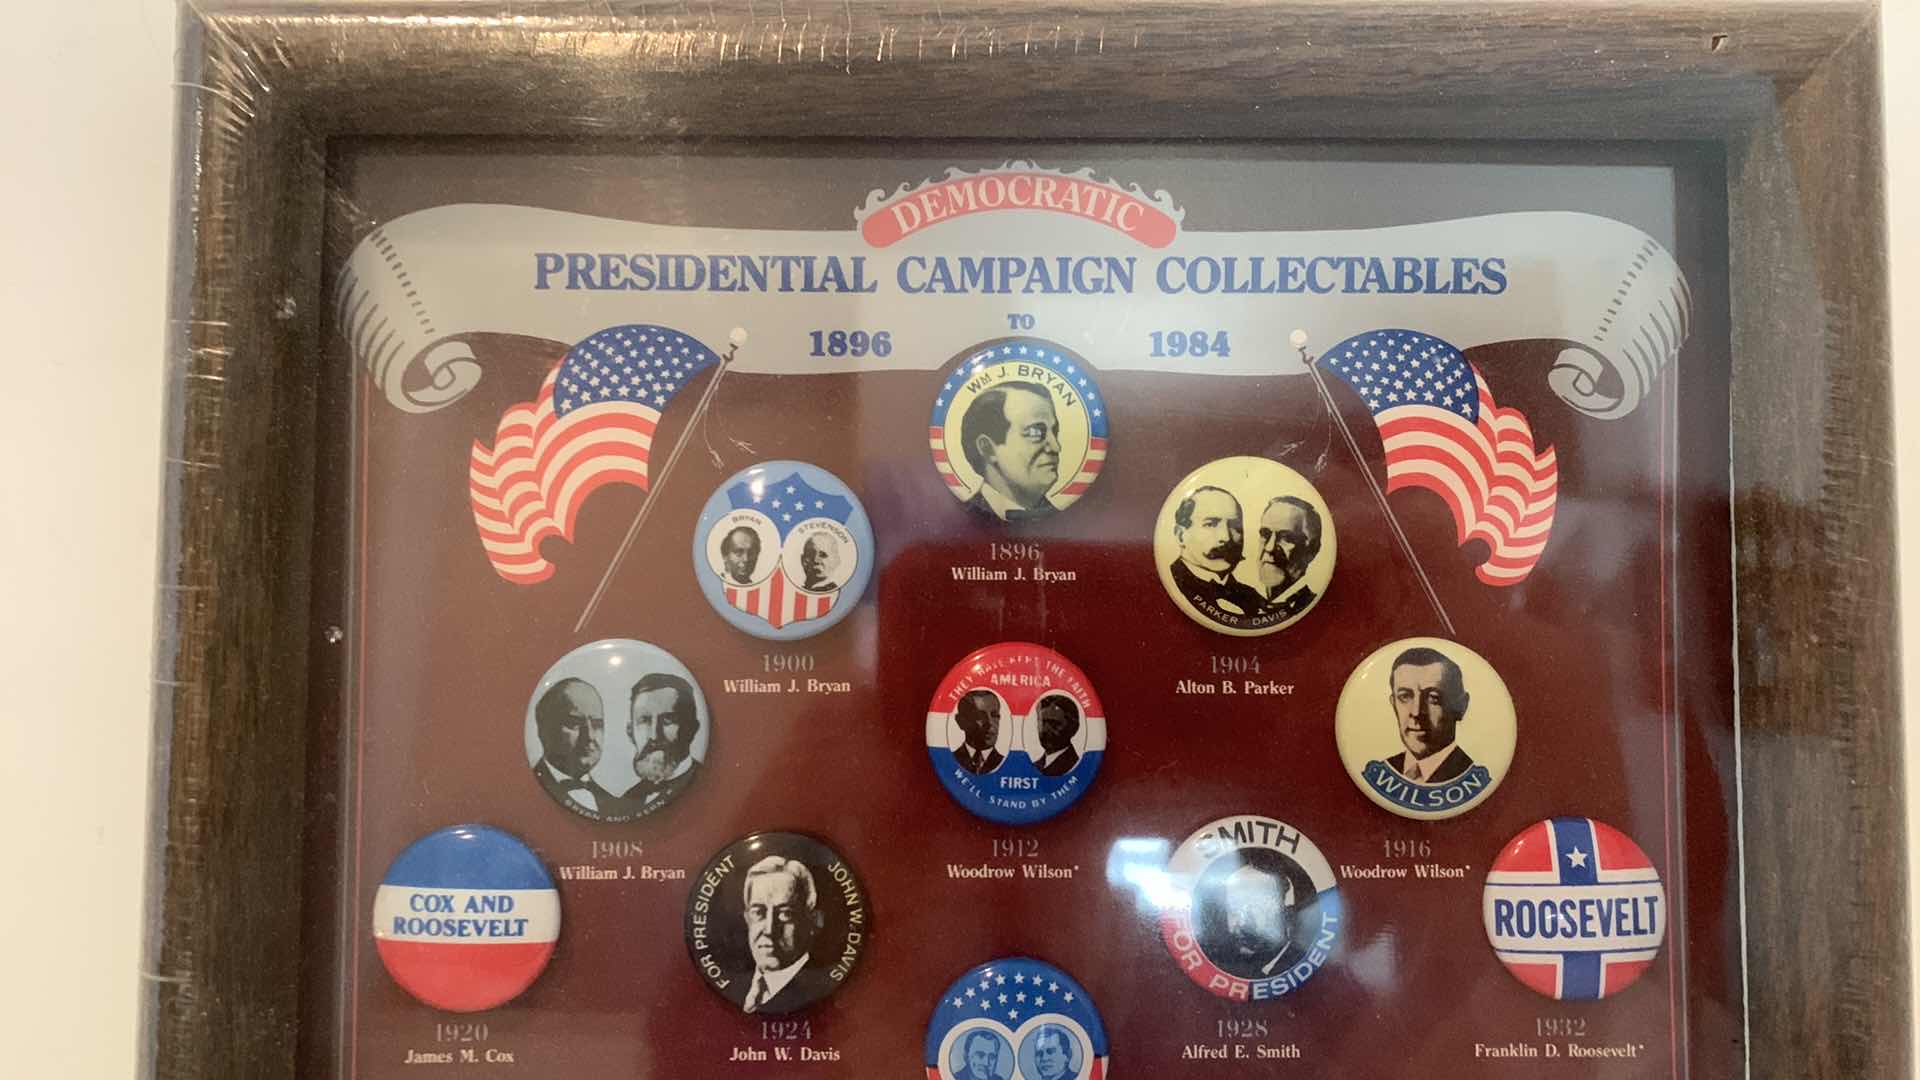 DEMOCRATIC
PRESIDENTIAL CAMPAIGN COLLECTABLES
1896 TO 1984
WM J. BRYAN
1896
William J. Bryan
BRYAN STEVENSON
1900
William J. Bryan
PARKER DAVIS
1904
Alton B. Parker
BRYAN AND KERN
1908
William J. Bryan
THEY HAVE KEPT THE FAITH
AMERICA
FIRST
WE'LL STAND BY THEM
1912
Woodrow Wilson*
WILSON
1916
Woodrow Wilson*
COX AND
ROOSEVELT
1920
James M. Cox
FOR PRESIDENT
JOHN W. DAVIS
1924
John W. Davis
SMITH
FOR PRESIDENT
1928
Alfred E. Smith
ROOSEVELT
1932
Franklin D. Roosevelt*